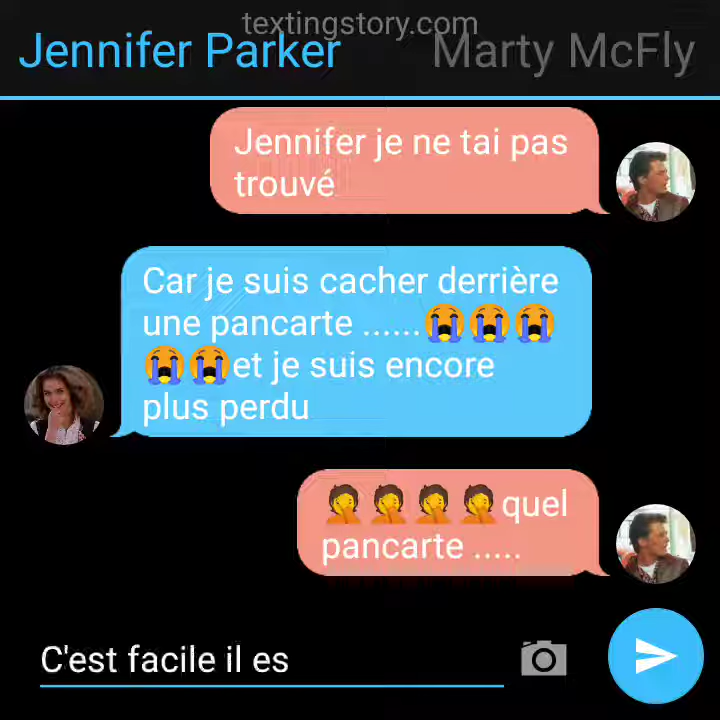 textingstory.com
Jennifer Parker
Marty McFly
Jennifer je ne tai pas
trouvé
Car je suis cacher derrière
une pancarte ......😭😭😭
😭😭et je suis encore
plus perdu
🤦🤦🤦🤦quel
pancarte .....
C'est facile il es